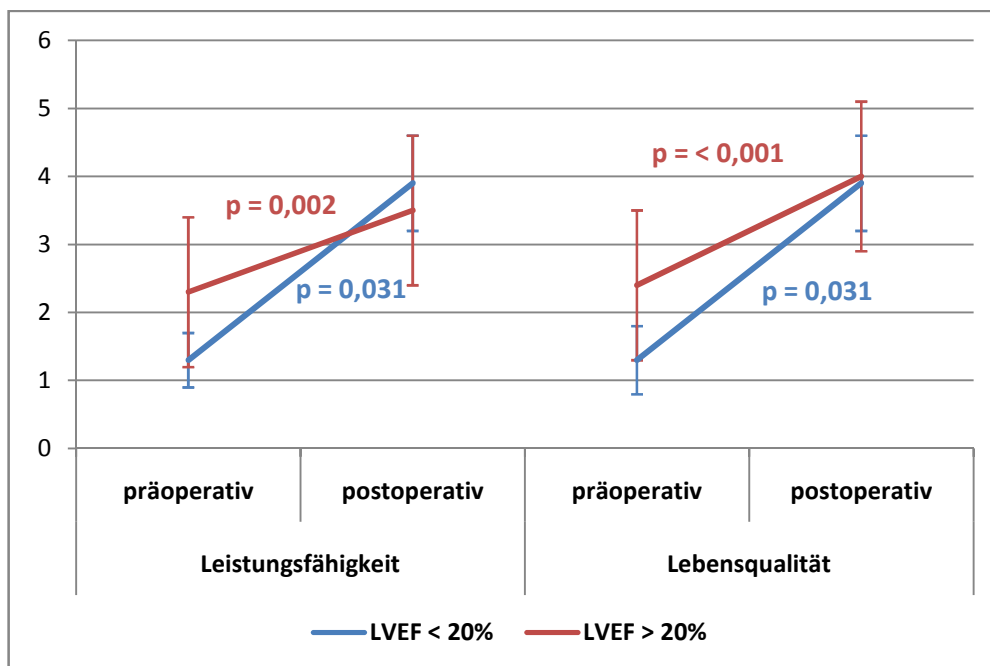 6
5
4
3
2
1
0
p = 0,002
p = 0,031
p = < 0,001
p = 0,031
präoperativ postoperativ präoperativ postoperativ
Leistungsfähigkeit Lebensqualität
LVEF < 20% LVEF > 20%